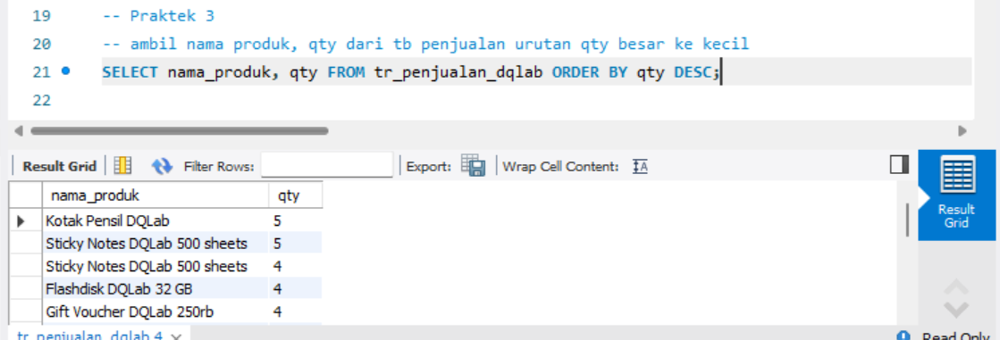 19 -- Praktek 3
20 -- ambil nama produk, qty dari tb penjualan urutan qty besar ke kecil
21 SELECT nama_produk, qty FROM tr_penjualan_dqlab ORDER BY qty DESC;
22
Result Grid Filter Rows: Export: Wrap Cell Content: IA
nama_produk qty
Kotak Pensil DQLab 5
Sticky Notes DQLab 500 sheets 5
Sticky Notes DQLab 500 sheets 4
Flashdisk DQLab 32 GB 4
Gift Voucher DQLab 250rb 4
Result
Grid
tr_penjualan_dqlab 4 Read Only